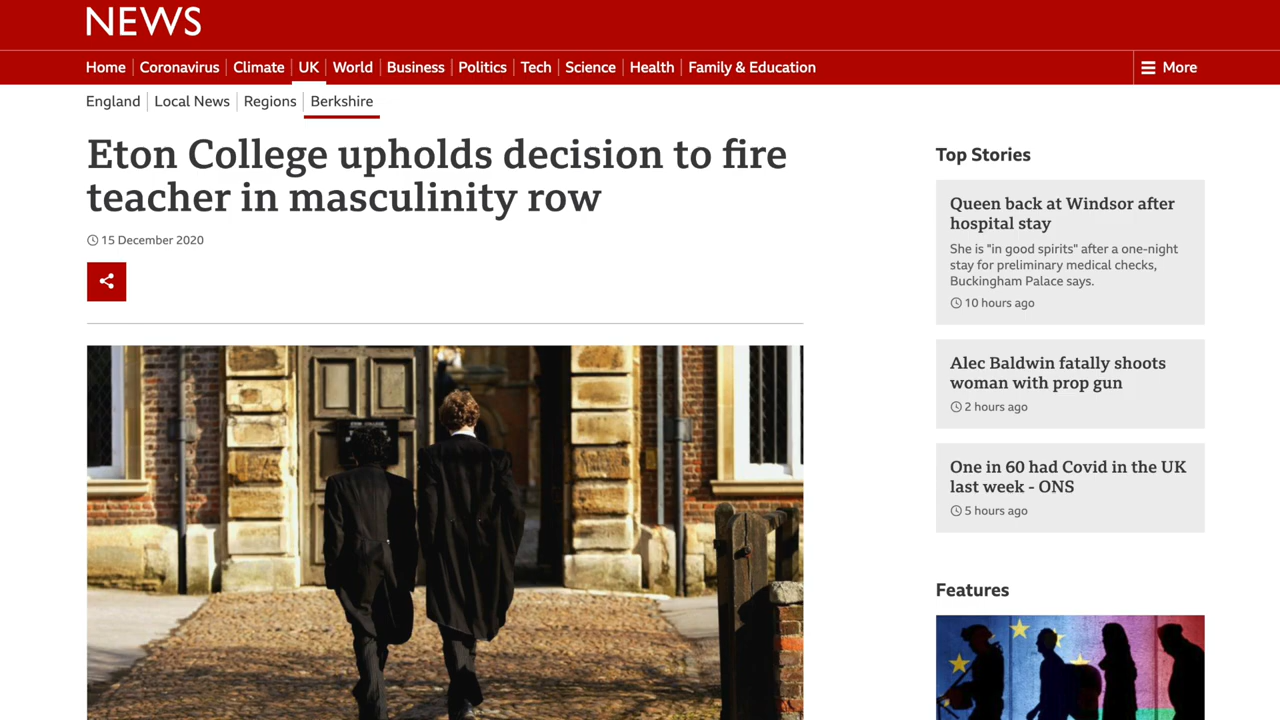 NEWS
Home
Coronavirus
Climate
UK
World
Business
Politics
Tech
Science
Health
Family & Education
More
England
Local News
Regions
Berkshire
Eton College upholds decision to fire
teacher in masculinity row
15 December 2020
ETON COLLEGE
Top Stories
Queen back at Windsor after
hospital stay
She is "in good spirits" after a one-night
stay for preliminary medical checks,
Buckingham Palace says.
10 hours ago
Alec Baldwin fatally shoots
woman with prop gun
2 hours ago
One in 60 had Covid in the UK
last week - ONS
5 hours ago
Features